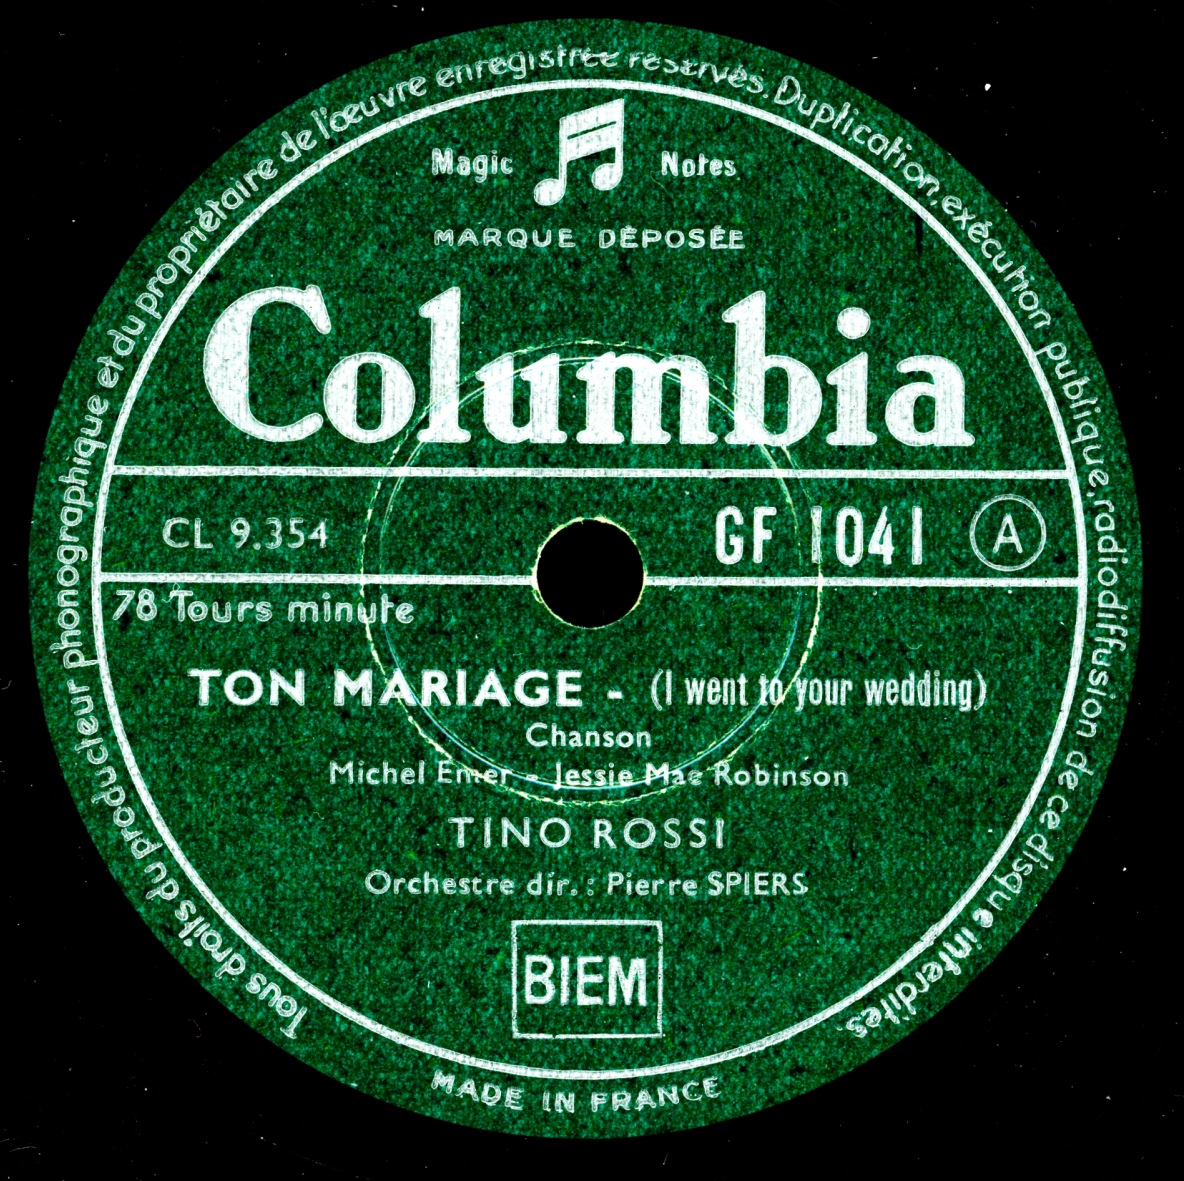 Tous droits du producteur phonographique et du propriétaire de l'œuvre enregistrée réservés. Duplication, exécution publique, radiodiffusion de ce disque interdites.
Magic Notes
MARQUE DÉPOSÉE
Columbia
CL 9.354 GF 1041 A
78 Tours minute
TON MARIAGE - (I went to your wedding)
Chanson
Michel Emer - Jessie Mae Robinson
TINO ROSSI
Orchestre dir. : Pierre SPIERS
BIEM
MADE IN FRANCE